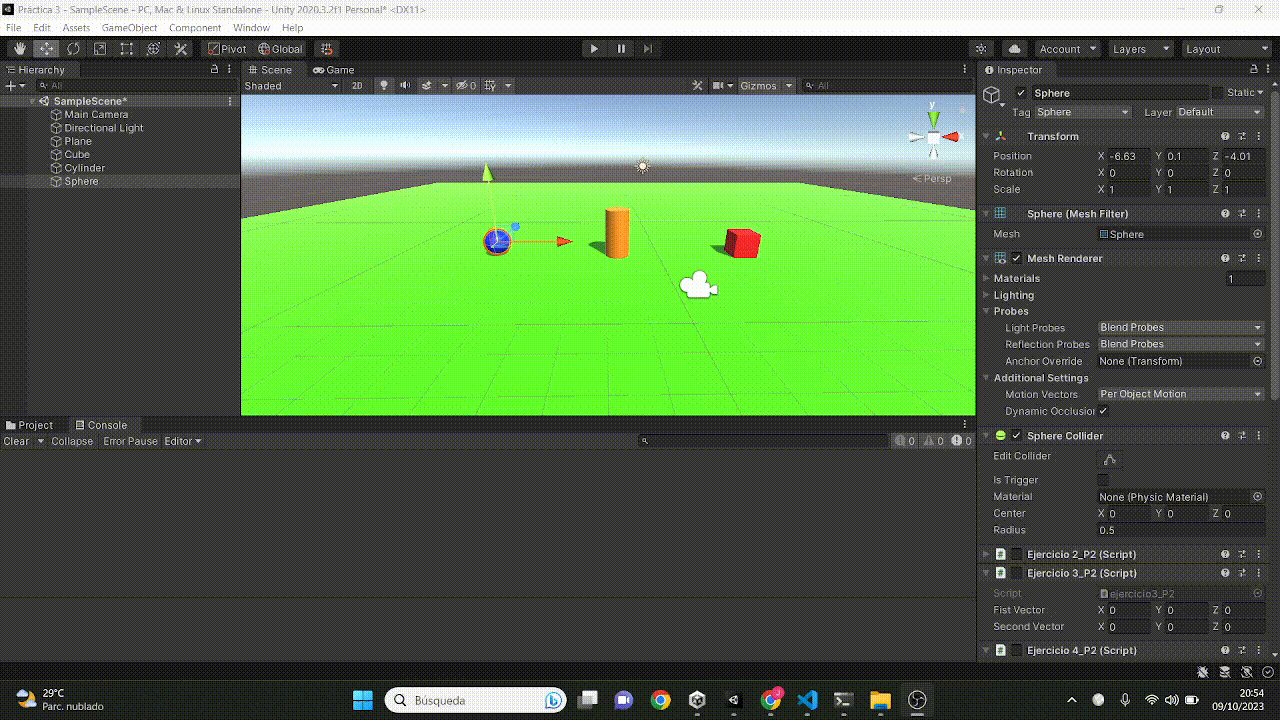 Práctica 3 - SampleScene - PC, Mac & Linux Standalone - Unity 2020.3.2f1 Personal* <DX11>
File Edit Assets GameObject Component Window Help
Pivot Global Account Layers Layout
Hierarchy
All
SampleScene*
Main Camera
Directional Light
Plane
Cube
Cylinder
Sphere
Scene Game
Shaded 2D 0 Gizmos All
y
Persp
Inspector
Sphere Static
Tag Sphere Layer Default
Transform
Position X -6.63 Y 0.1 Z -4.01
Rotation X 0 Y 0 Z 0
Scale X 1 Y 1 Z 1
Sphere (Mesh Filter)
Mesh Sphere
Mesh Renderer
Materials 1
Lighting
Probes
Light Probes Blend Probes
Reflection Probes Blend Probes
Anchor Override None (Transform)
Additional Settings
Motion Vectors Per Object Motion
Dynamic Occlusion
Sphere Collider
Edit Collider
Is Trigger
Material None (Physic Material)
Center X 0 Y 0 Z 0
Radius 0.5
Ejercicio 2_P2 (Script)
Ejercicio 3_P2 (Script)
Script ejercicio3_P2
Fist Vector X 0 Y 0 Z 0
Second Vector X 0 Y 0 Z 0
Ejercicio 4_P2 (Script)
Project Console
Clear Collapse Error Pause Editor 0 0 0
29°C
Parc. nublado
Búsqueda
3
20:54
09/10/2023